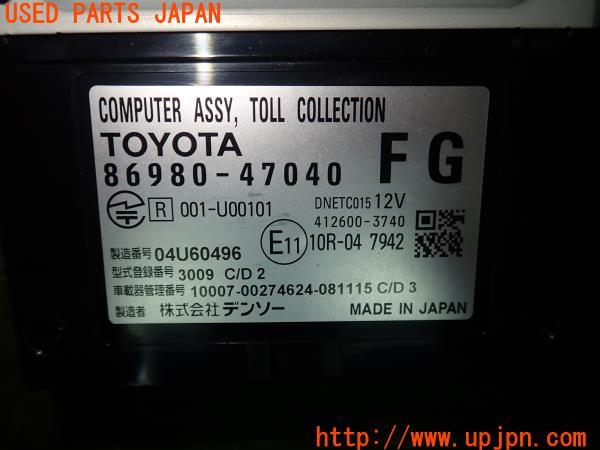 USED PARTS JAPAN
COMPUTER ASSY, TOLL COLLECTION
TOYOTA
86980-47040 FG
R 001-U00101
DNETC015 12V
412600-3740
E11 10R-04 7942
製造番号 04U60496
型式登録番号 3009 C/D 2
車載器管理番号 10007-00274624-081115 C/D 3
製造者 株式会社デンソー MADE IN JAPAN
http://www.upjpn.com